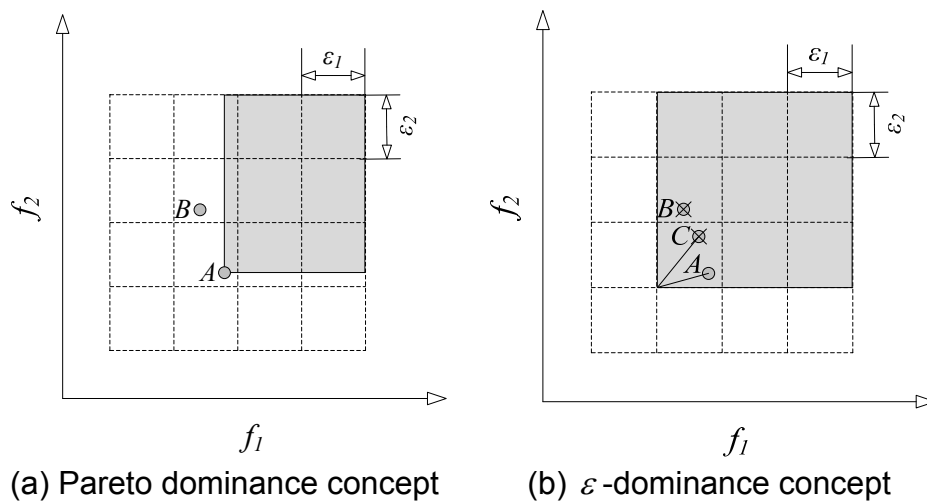 ε1
ε2
B
A
f2
f1
(a) Pareto dominance concept
ε1
ε2
B
C
A
f2
f1
(b) ε -dominance concept